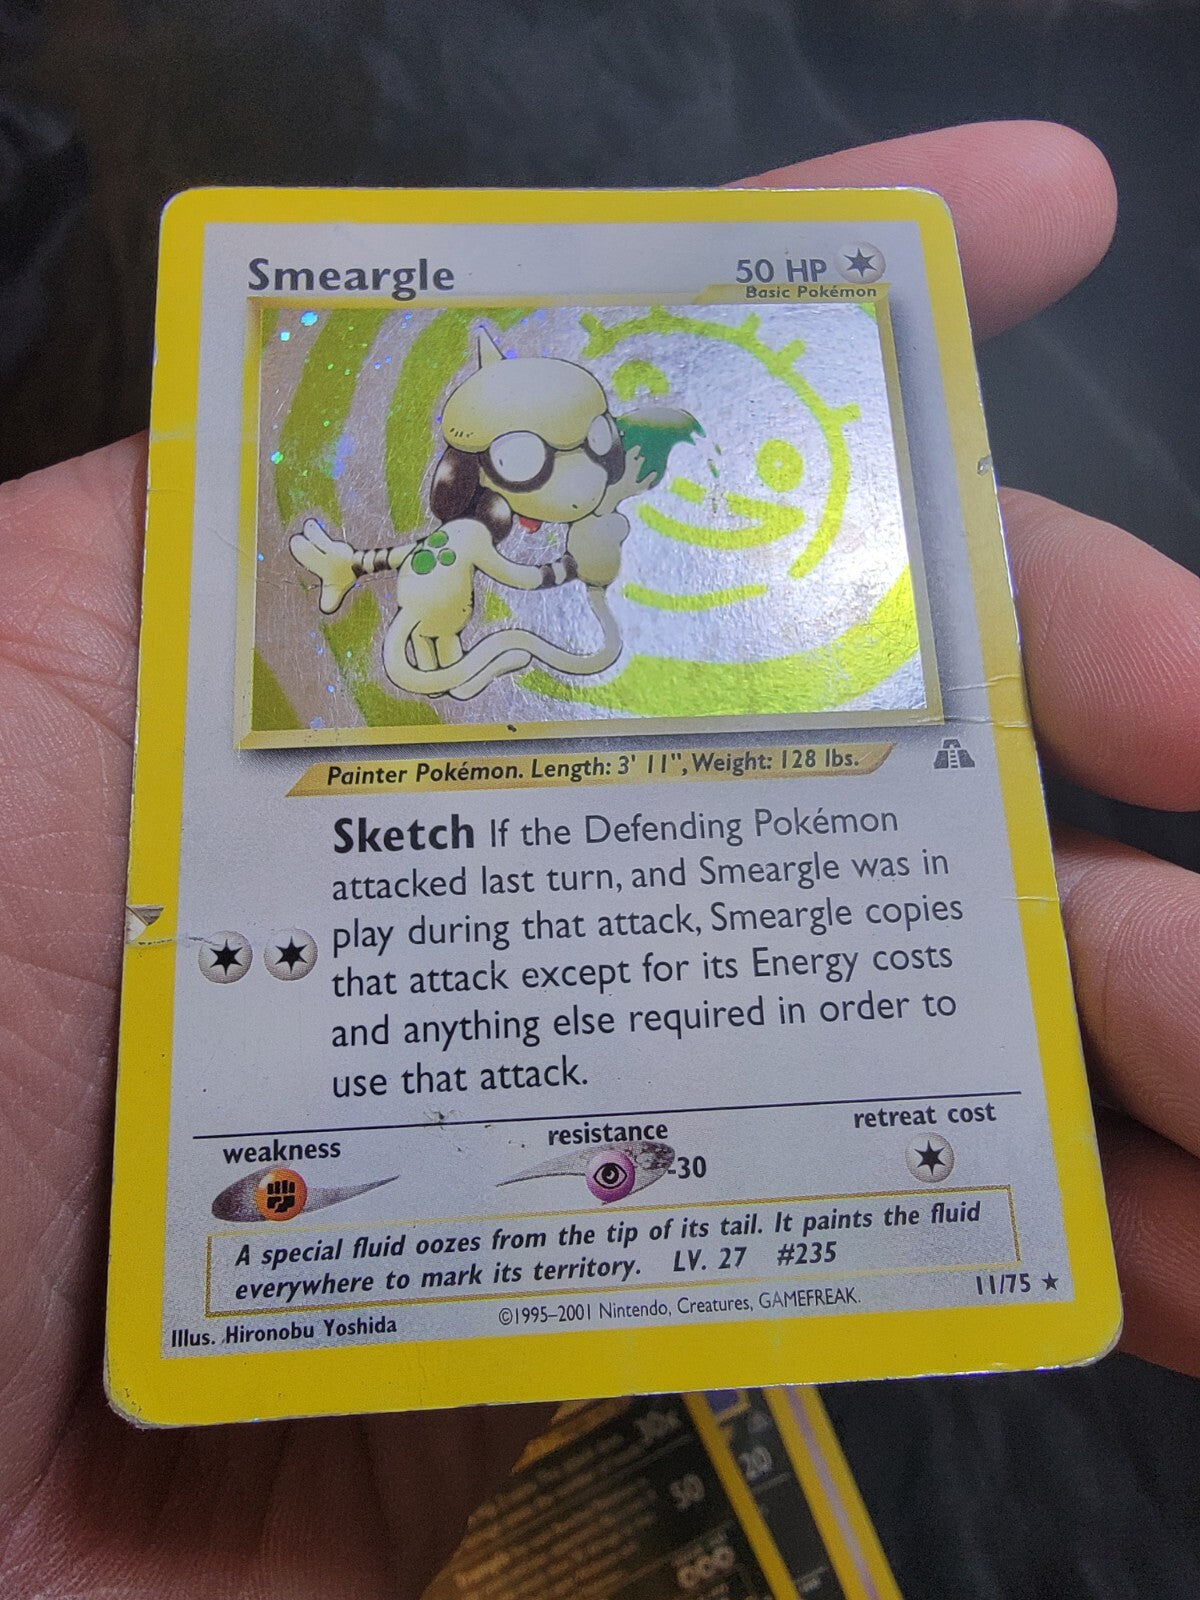 Smeargle
50 HP
Basic Pokémon
Painter Pokémon. Length: 3' 11", Weight: 128 lbs.
Sketch If the Defending Pokémon
attacked last turn, and Smeargle was in
play during that attack, Smeargle copies
that attack except for its Energy costs
and anything else required in order to
use that attack.
weakness
resistance
-30
retreat cost
A special fluid oozes from the tip of its tail. It paints the fluid
everywhere to mark its territory. LV. 27 #235
11/75 ★
Illus. Hironobu Yoshida
©1995–2001 Nintendo, Creatures, GAMEFREAK.
50
20